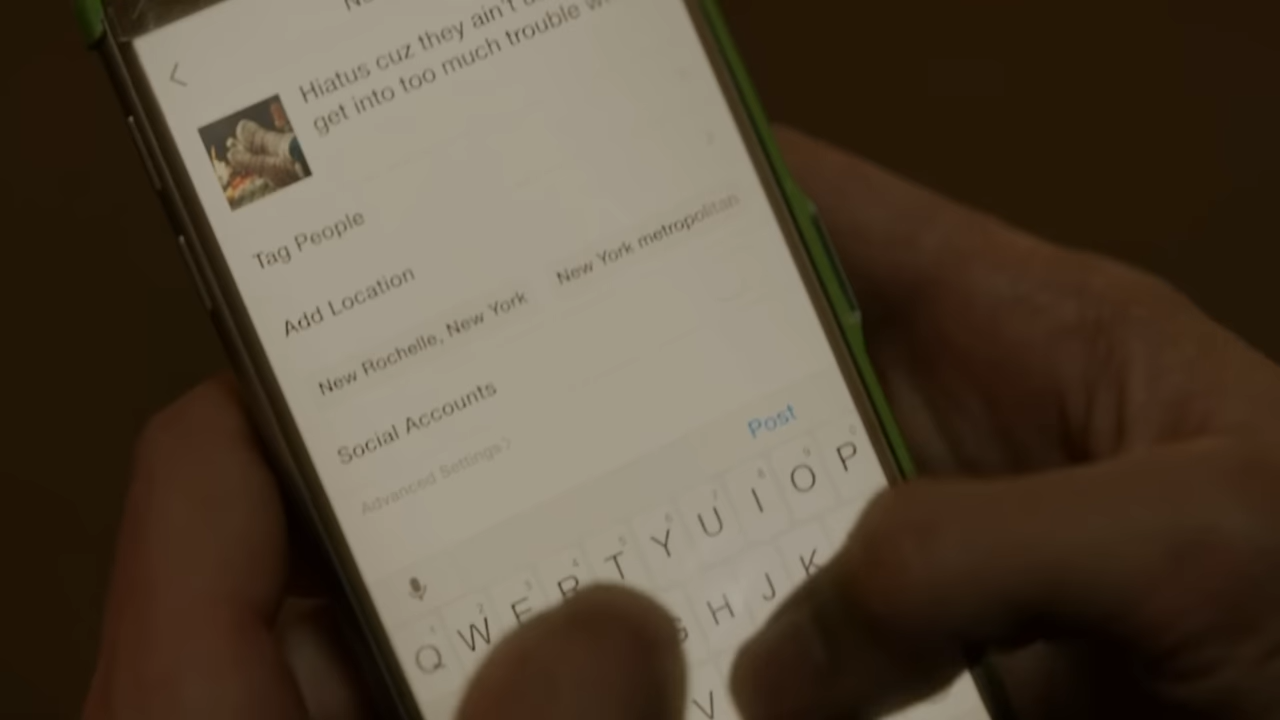 Hiatus cuz they ain't
get into too much trouble
Tag People
Add Location
New Rochelle, New York
New York metropolitan
Social Accounts
Advanced Settings
Post
Q W E R T Y U I O P
G H J K
V